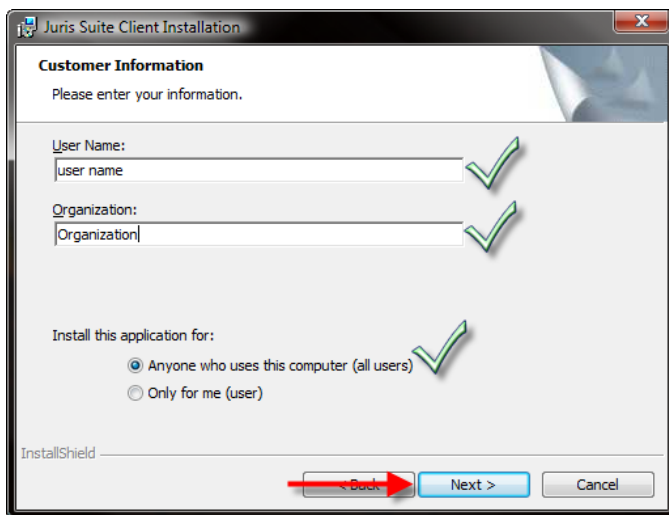 Juris Suite Client Installation
Customer Information
Please enter your information.
User Name:
user name
Organization:
Organization
Install this application for:
Anyone who uses this computer (all users)
Only for me (user)
InstallShield
< Back
Next >
Cancel